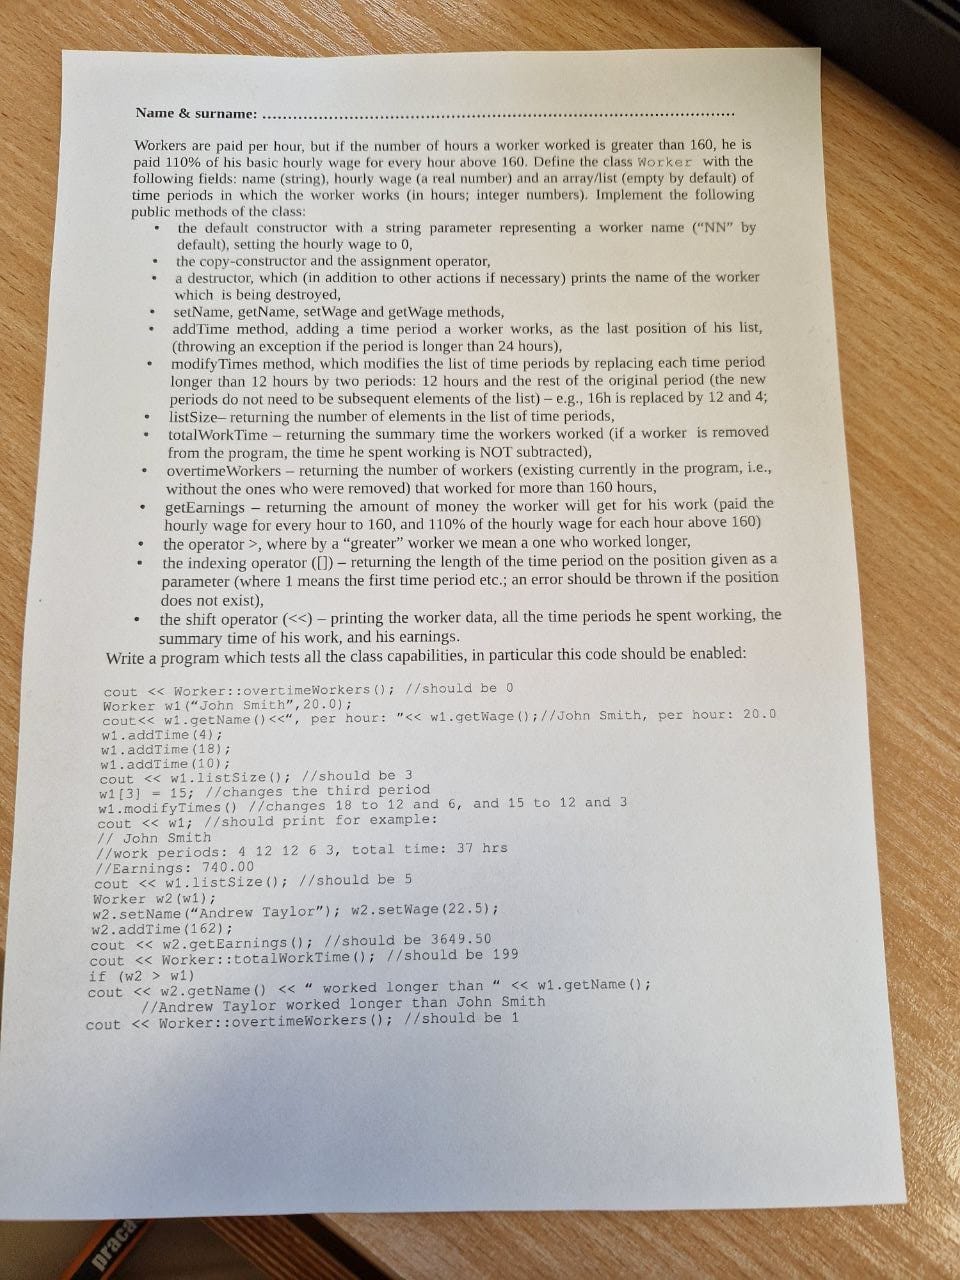 Name & surname: ....................................................................................................
Workers are paid per hour, but if the number of hours a worker worked is greater than 160, he is
paid 110% of his basic hourly wage for every hour above 160. Define the class Worker with the
following fields: name (string), hourly wage (a real number) and an array/list (empty by default) of
time periods in which the worker works (in hours; integer numbers). Implement the following
public methods of the class:
• the default constructor with a string parameter representing a worker name (“NN” by
default), setting the hourly wage to 0,
• the copy-constructor and the assignment operator,
• a destructor, which (in addition to other actions if necessary) prints the name of the worker
which is being destroyed,
• setName, getName, setWage and getWage methods,
• addTime method, adding a time period a worker works, as the last position of his list,
(throwing an exception if the period is longer than 24 hours),
• modifyTimes method, which modifies the list of time periods by replacing each time period
longer than 12 hours by two periods: 12 hours and the rest of the original period (the new
periods do not need to be subsequent elements of the list) – e.g., 16h is replaced by 12 and 4;
• listSize– returning the number of elements in the list of time periods,
• totalWorkTime – returning the summary time the workers worked (if a worker is removed
from the program, the time he spent working is NOT subtracted),
• overtimeWorkers – returning the number of workers (existing currently in the program, i.e.,
without the ones who were removed) that worked for more than 160 hours,
• getEarnings – returning the amount of money the worker will get for his work (paid the
hourly wage for every hour to 160, and 110% of the hourly wage for each hour above 160)
• the operator >, where by a “greater” worker we mean a one who worked longer,
• the indexing operator ([]) – returning the length of the time period on the position given as a
parameter (where 1 means the first time period etc.; an error should be thrown if the position
does not exist),
• the shift operator (<<) – printing the worker data, all the time periods he spent working, the
summary time of his work, and his earnings.
Write a program which tests all the class capabilities, in particular this code should be enabled:
cout << Worker::overtimeWorkers(); //should be 0
Worker w1(“John Smith”,20.0);
cout<< w1.getName()<<“, per hour: "<< w1.getWage();//John Smith, per hour: 20.0
w1.addTime(4);
w1.addTime(18);
w1.addTime(10);
cout << w1.listSize(); //should be 3
w1[3] = 15; //changes the third period
w1.modifyTimes() //changes 18 to 12 and 6, and 15 to 12 and 3
cout << w1; //should print for example:
// John Smith
//work periods: 4 12 12 6 3, total time: 37 hrs
//Earnings: 740.00
cout << w1.listSize(); //should be 5
Worker w2(w1);
w2.setName(“Andrew Taylor”); w2.setWage(22.5);
w2.addTime(162);
cout << w2.getEarnings(); //should be 3649.50
cout << Worker::totalWorkTime(); //should be 199
if (w2 > w1)
cout << w2.getName() << “ worked longer than “ << w1.getName();
//Andrew Taylor worked longer than John Smith
cout << Worker::overtimeWorkers(); //should be 1
praca